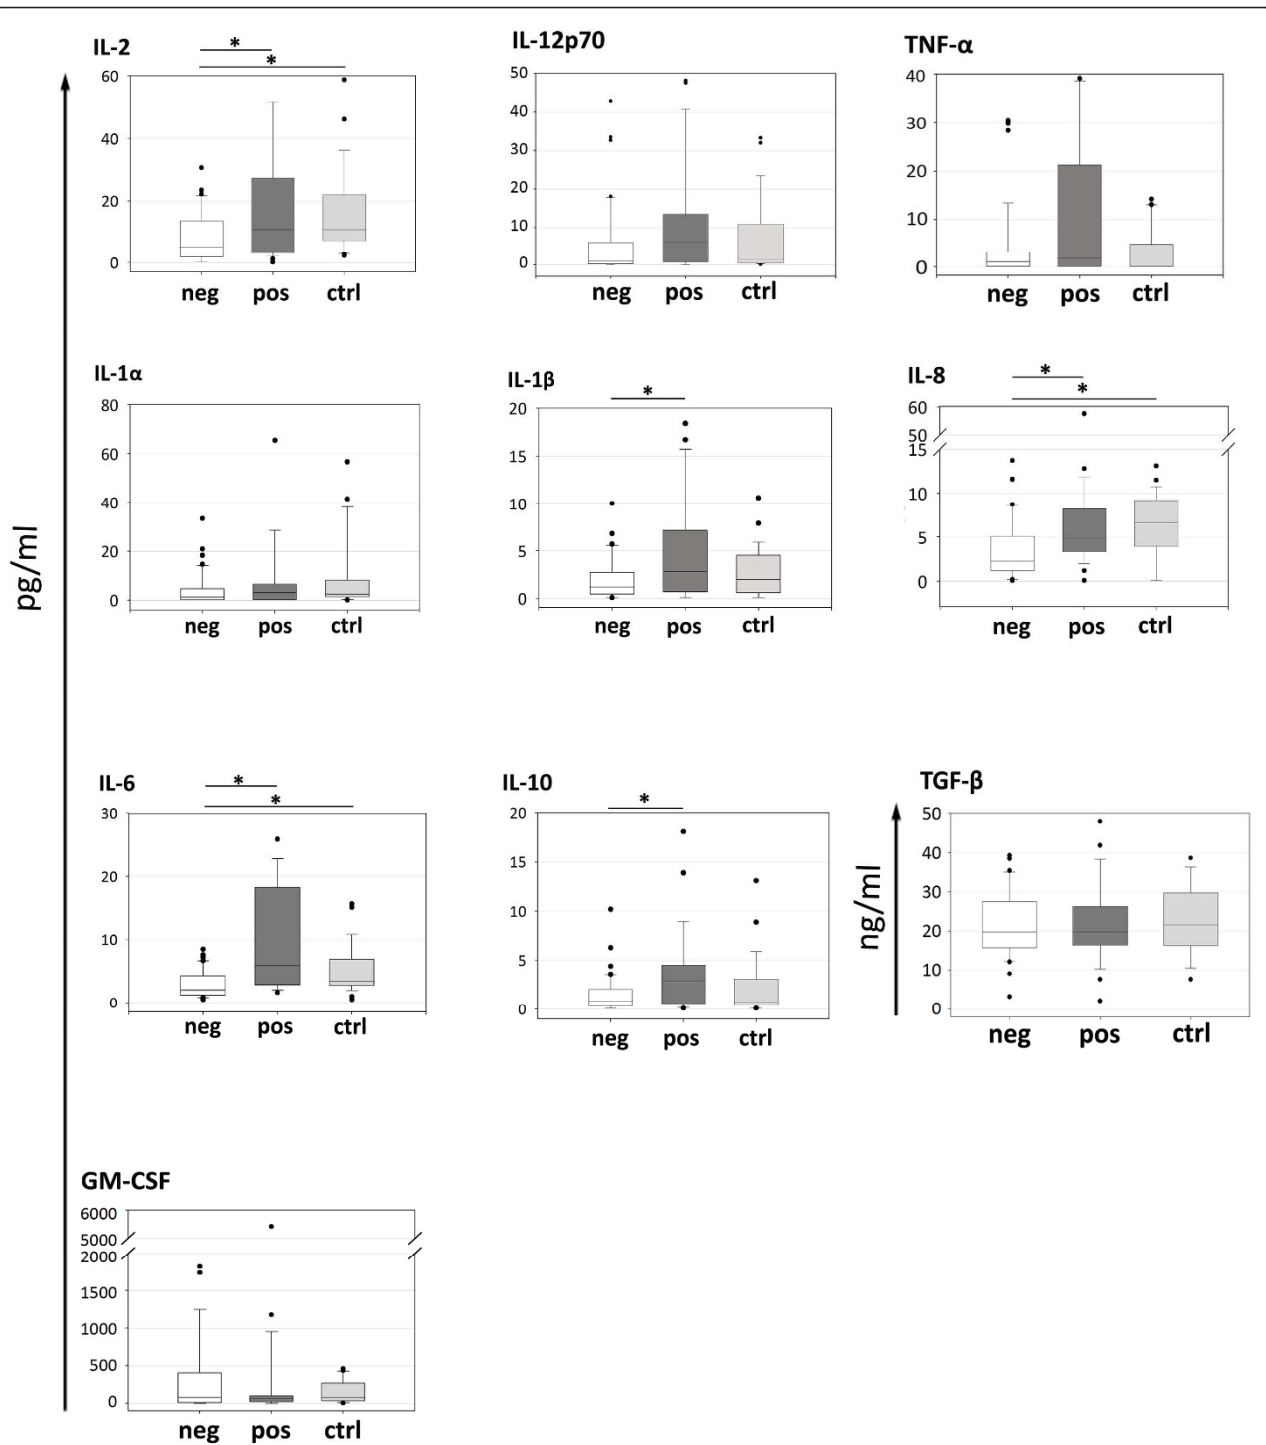 pg/ml
IL-2
*
*
60
40
20
0
neg pos ctrl
IL-12p70
50
40
30
20
10
0
neg pos ctrl
TNF-α
40
30
20
10
0
neg pos ctrl
IL-1α
80
60
40
20
0
neg pos ctrl
IL-1β
*
20
15
10
5
0
neg pos ctrl
IL-8
*
*
60
50
15
10
5
0
neg pos ctrl
IL-6
*
*
30
20
10
0
neg pos ctrl
IL-10
*
20
15
10
5
0
neg pos ctrl
TGF-β
ng/ml
50
40
30
20
10
0
neg pos ctrl
GM-CSF
6000
5000
2000
1500
1000
500
0
neg pos ctrl